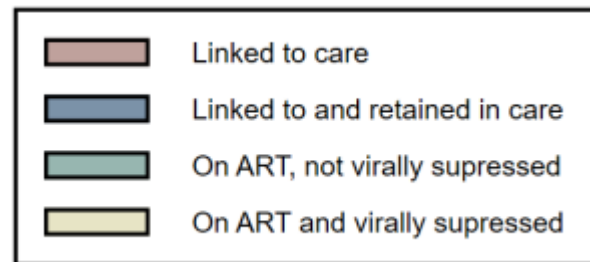 Linked to care
Linked to and retained in care
On ART, not virally supressed
On ART and virally supressed